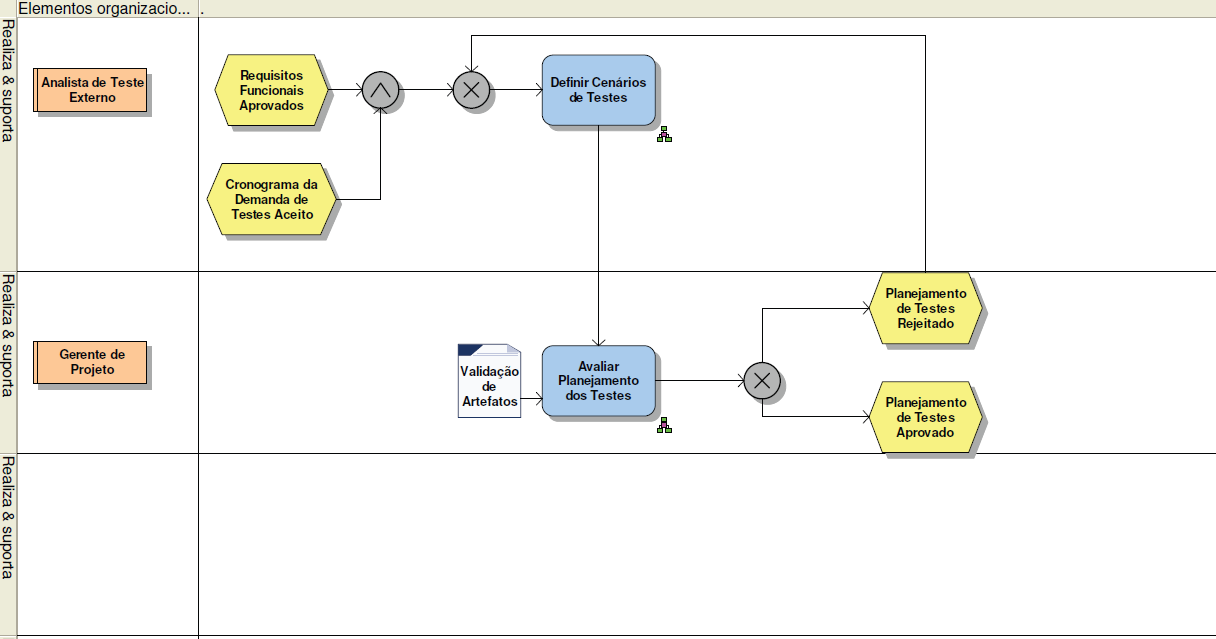 Elementos organizacio... .
Realiza & suporta
Analista de Teste
Externo
Requisitos
Funcionais
Aprovados
Definir Cenários
de Testes
Cronograma da
Demanda de
Testes Aceito
Realiza & suporta
Gerente de
Projeto
Validação
de
Artefatos
Avaliar
Planejamento
dos Testes
Planejamento
de Testes
Rejeitado
Planejamento
de Testes
Aprovado
Realiza & suporta